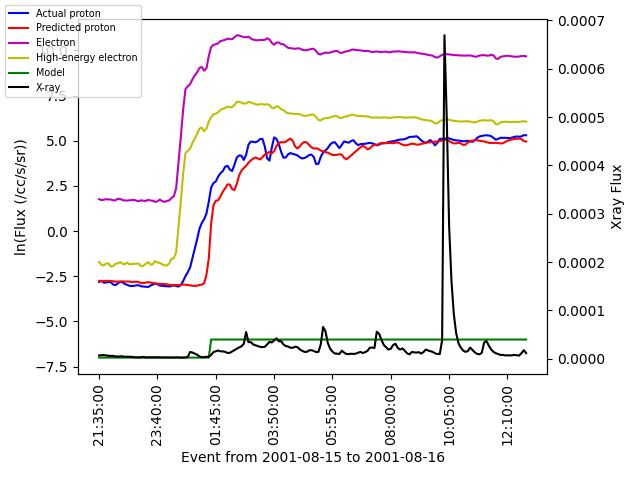 Actual proton
Predicted proton
Electron
High-energy electron
Model
X-ray
10.0
7.5
5.0
2.5
0.0
−2.5
−5.0
−7.5
ln(Flux (/cc/s/sr))
0.0007
0.0006
0.0005
0.0004
0.0003
0.0002
0.0001
0.0000
Xray Flux
21:35:00
23:40:00
01:45:00
03:50:00
05:55:00
08:00:00
10:05:00
12:10:00
Event from 2001-08-15 to 2001-08-16